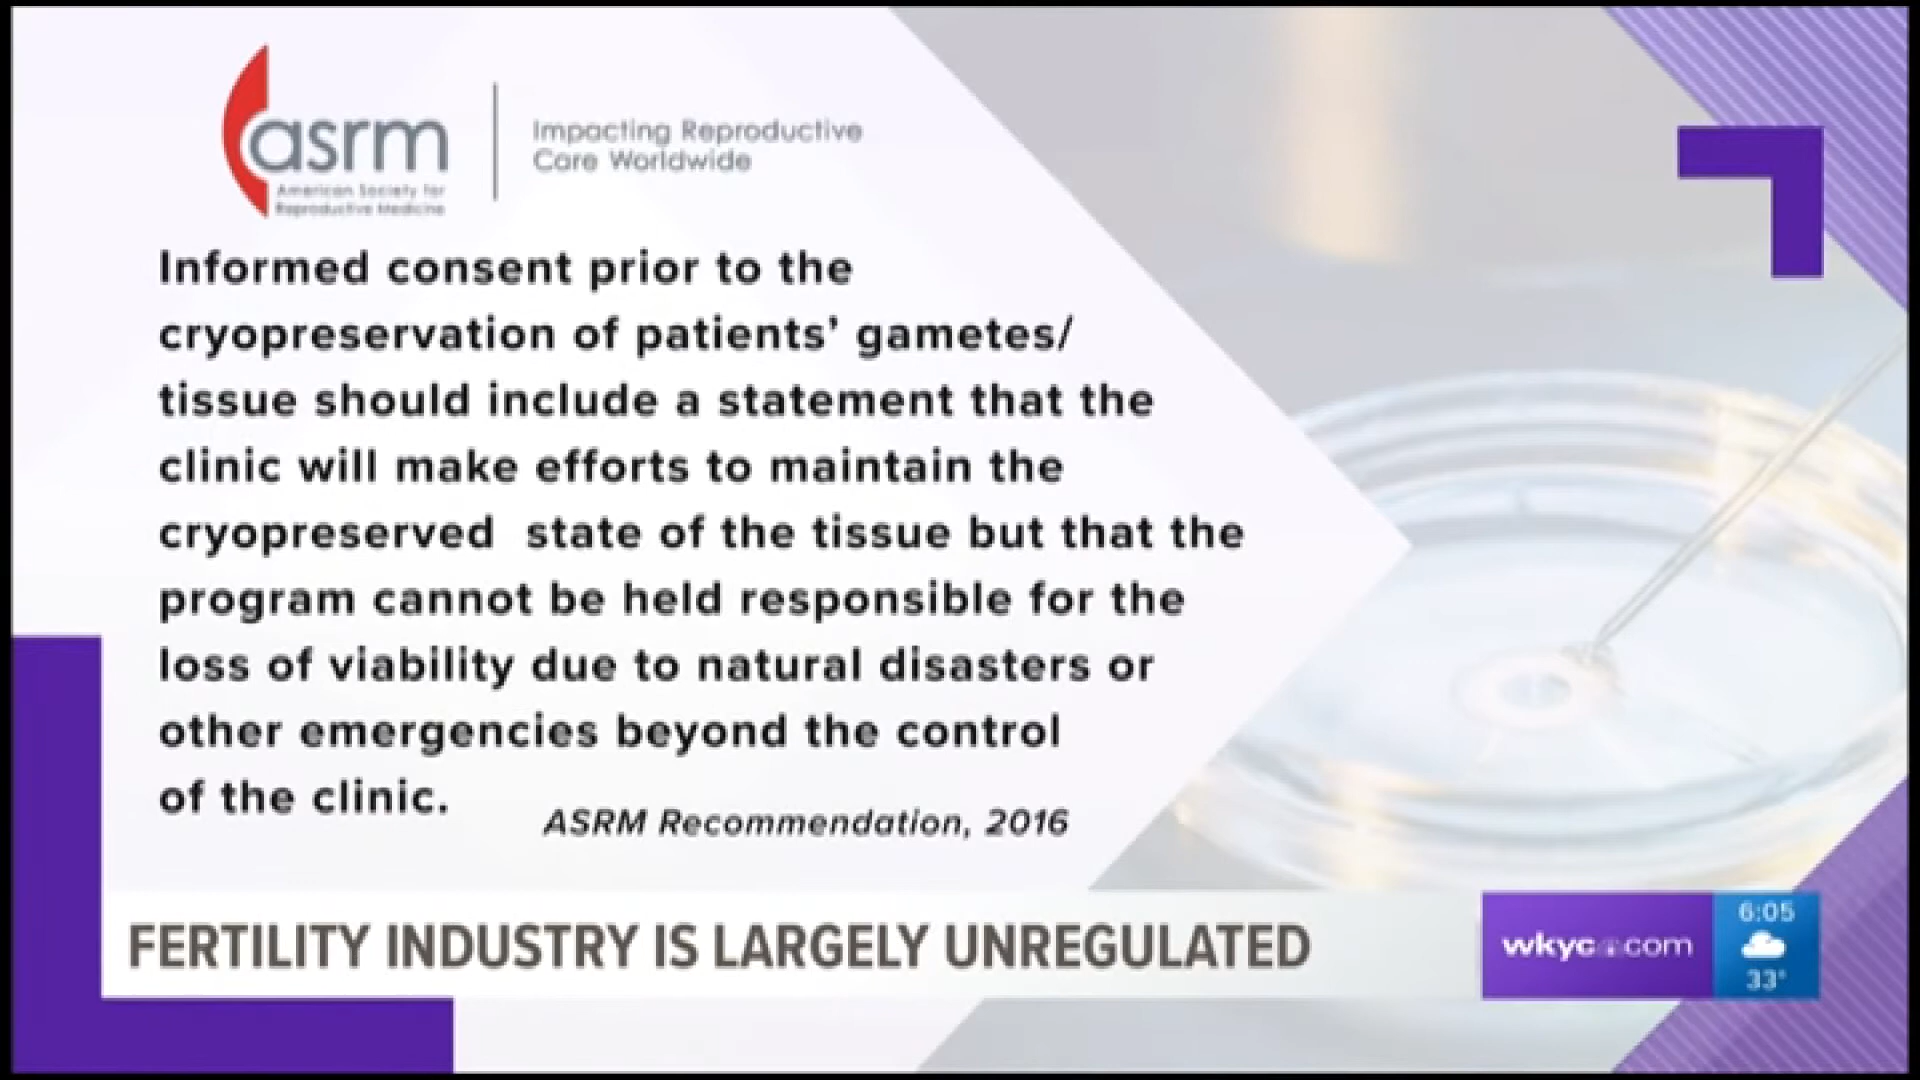 asrm
American Society for
Reproductive Medicine
Impacting Reproductive
Care Worldwide
Informed consent prior to the
cryopreservation of patients’ gametes/
tissue should include a statement that the
clinic will make efforts to maintain the
cryopreserved  state of the tissue but that the
program cannot be held responsible for the
loss of viability due to natural disasters or
other emergencies beyond the control
of the clinic.
ASRM Recommendation, 2016
FERTILITY INDUSTRY IS LARGELY UNREGULATED
wkyc.com
6:05
33°